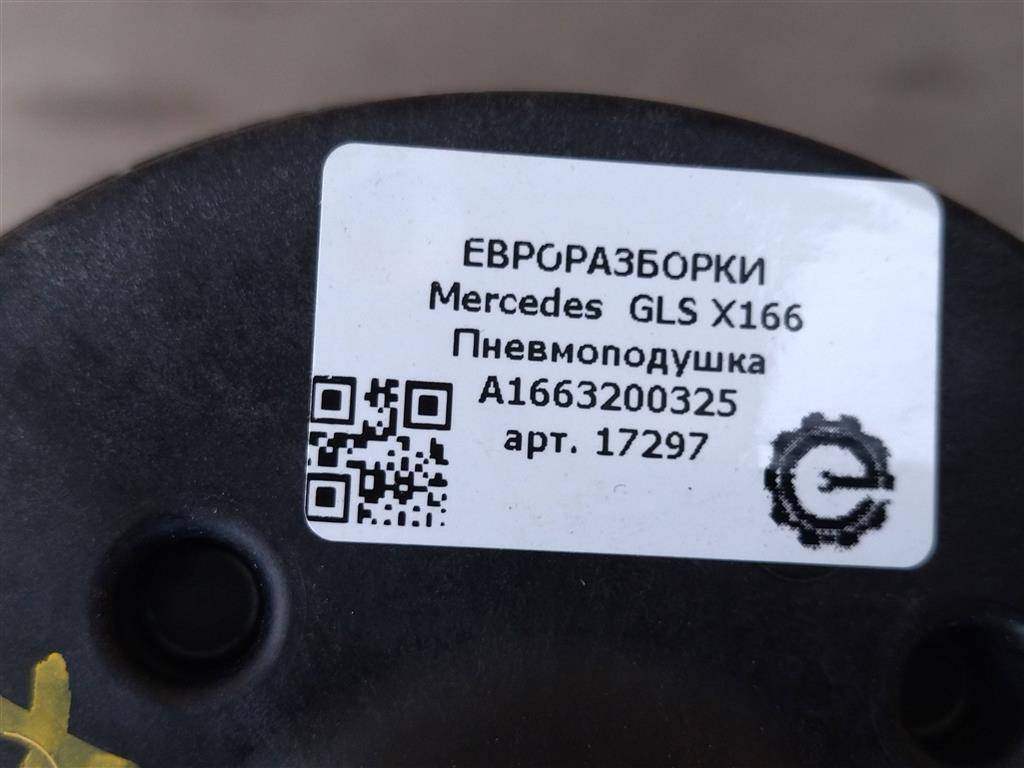 ЕВРОРАЗБОРКИ
Mercedes GLS X166
Пневмоподушка
A1663200325
арт. 17297